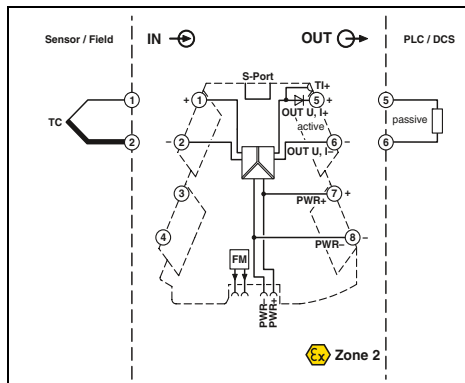 Sensor / Field IN OUT PLC / DCS
S-Port
TI+
1 + 1 5 + 5
OUT U, I+
TC active passive
2 – 2 OUT U, I– 6 – 6
3 PWR+ 7 +
4 PWR– 8 –
FM
PWR– PWR+
Ex Zone 2